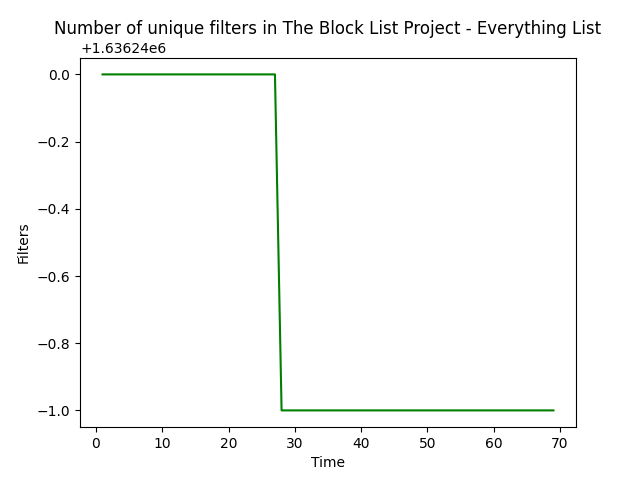 Number of unique filters in The Block List Project - Everything List
+1.63624e6
0.0
−0.2
−0.4
−0.6
−0.8
−1.0
Filters
0 10 20 30 40 50 60 70
Time